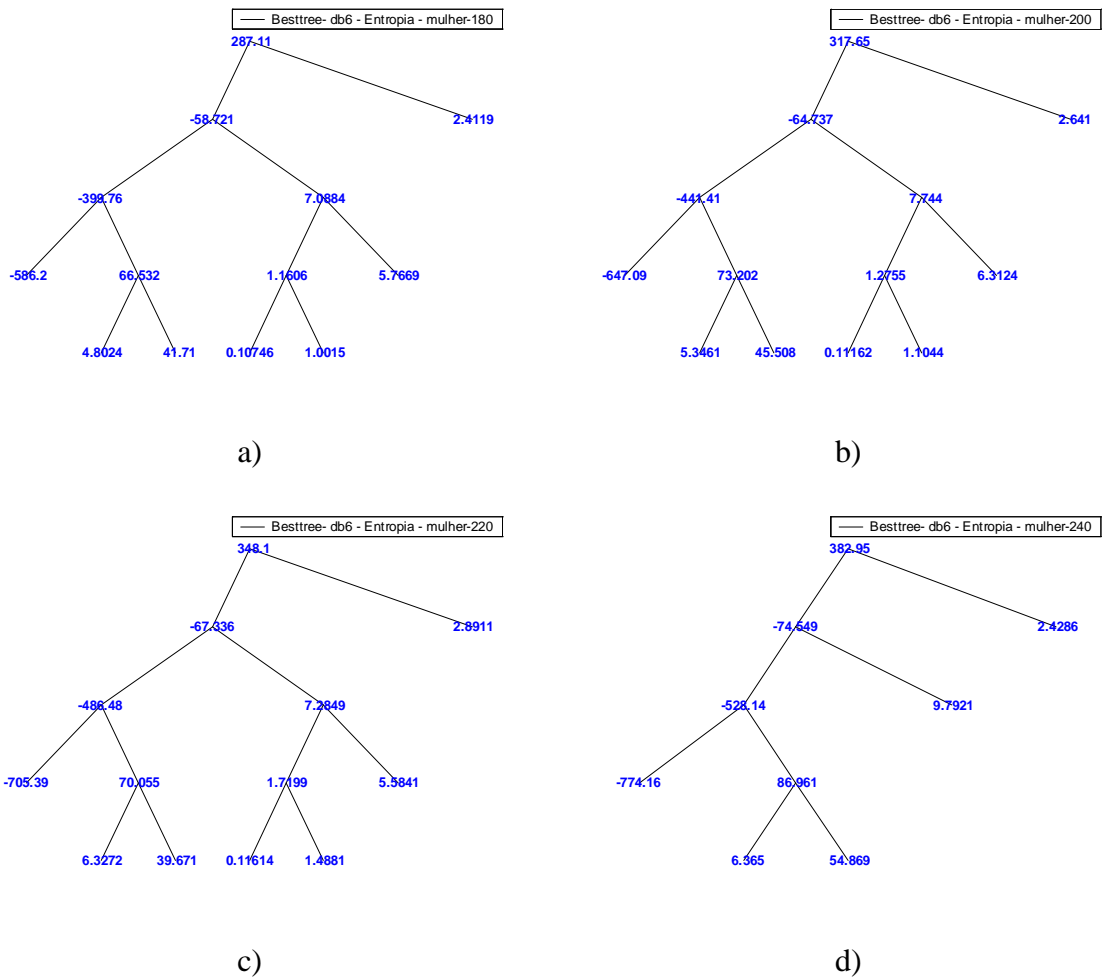 Besttree- db6 - Entropia - mulher-180
287.11
-58.721 2.4119
-399.76 7.0884
-586.2 66.532 1.1606 5.7669
4.8024 41.71 0.10746 1.0015
a)
Besttree- db6 - Entropia - mulher-200
317.65
-64.737 2.641
-441.41 7.744
-647.09 73.202 1.2755 6.3124
5.3461 45.508 0.11162 1.1044
b)
Besttree- db6 - Entropia - mulher-220
348.1
-67.336 2.8911
-486.48 7.2849
-705.39 70.055 1.7199 5.5841
6.3272 39.671 0.11614 1.4881
c)
Besttree- db6 - Entropia - mulher-240
382.95
-74.549 2.4286
-528.14 9.7921
-774.16 86.961
6.365 54.869
d)